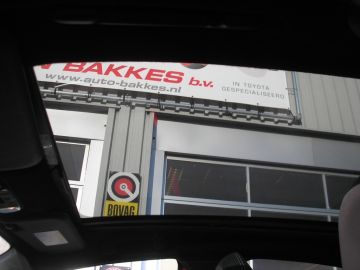 N BAKKES b.v.
www.auto-bakkes.nl
IN TOYOTA
GESPECIALISEERD
BOVAG